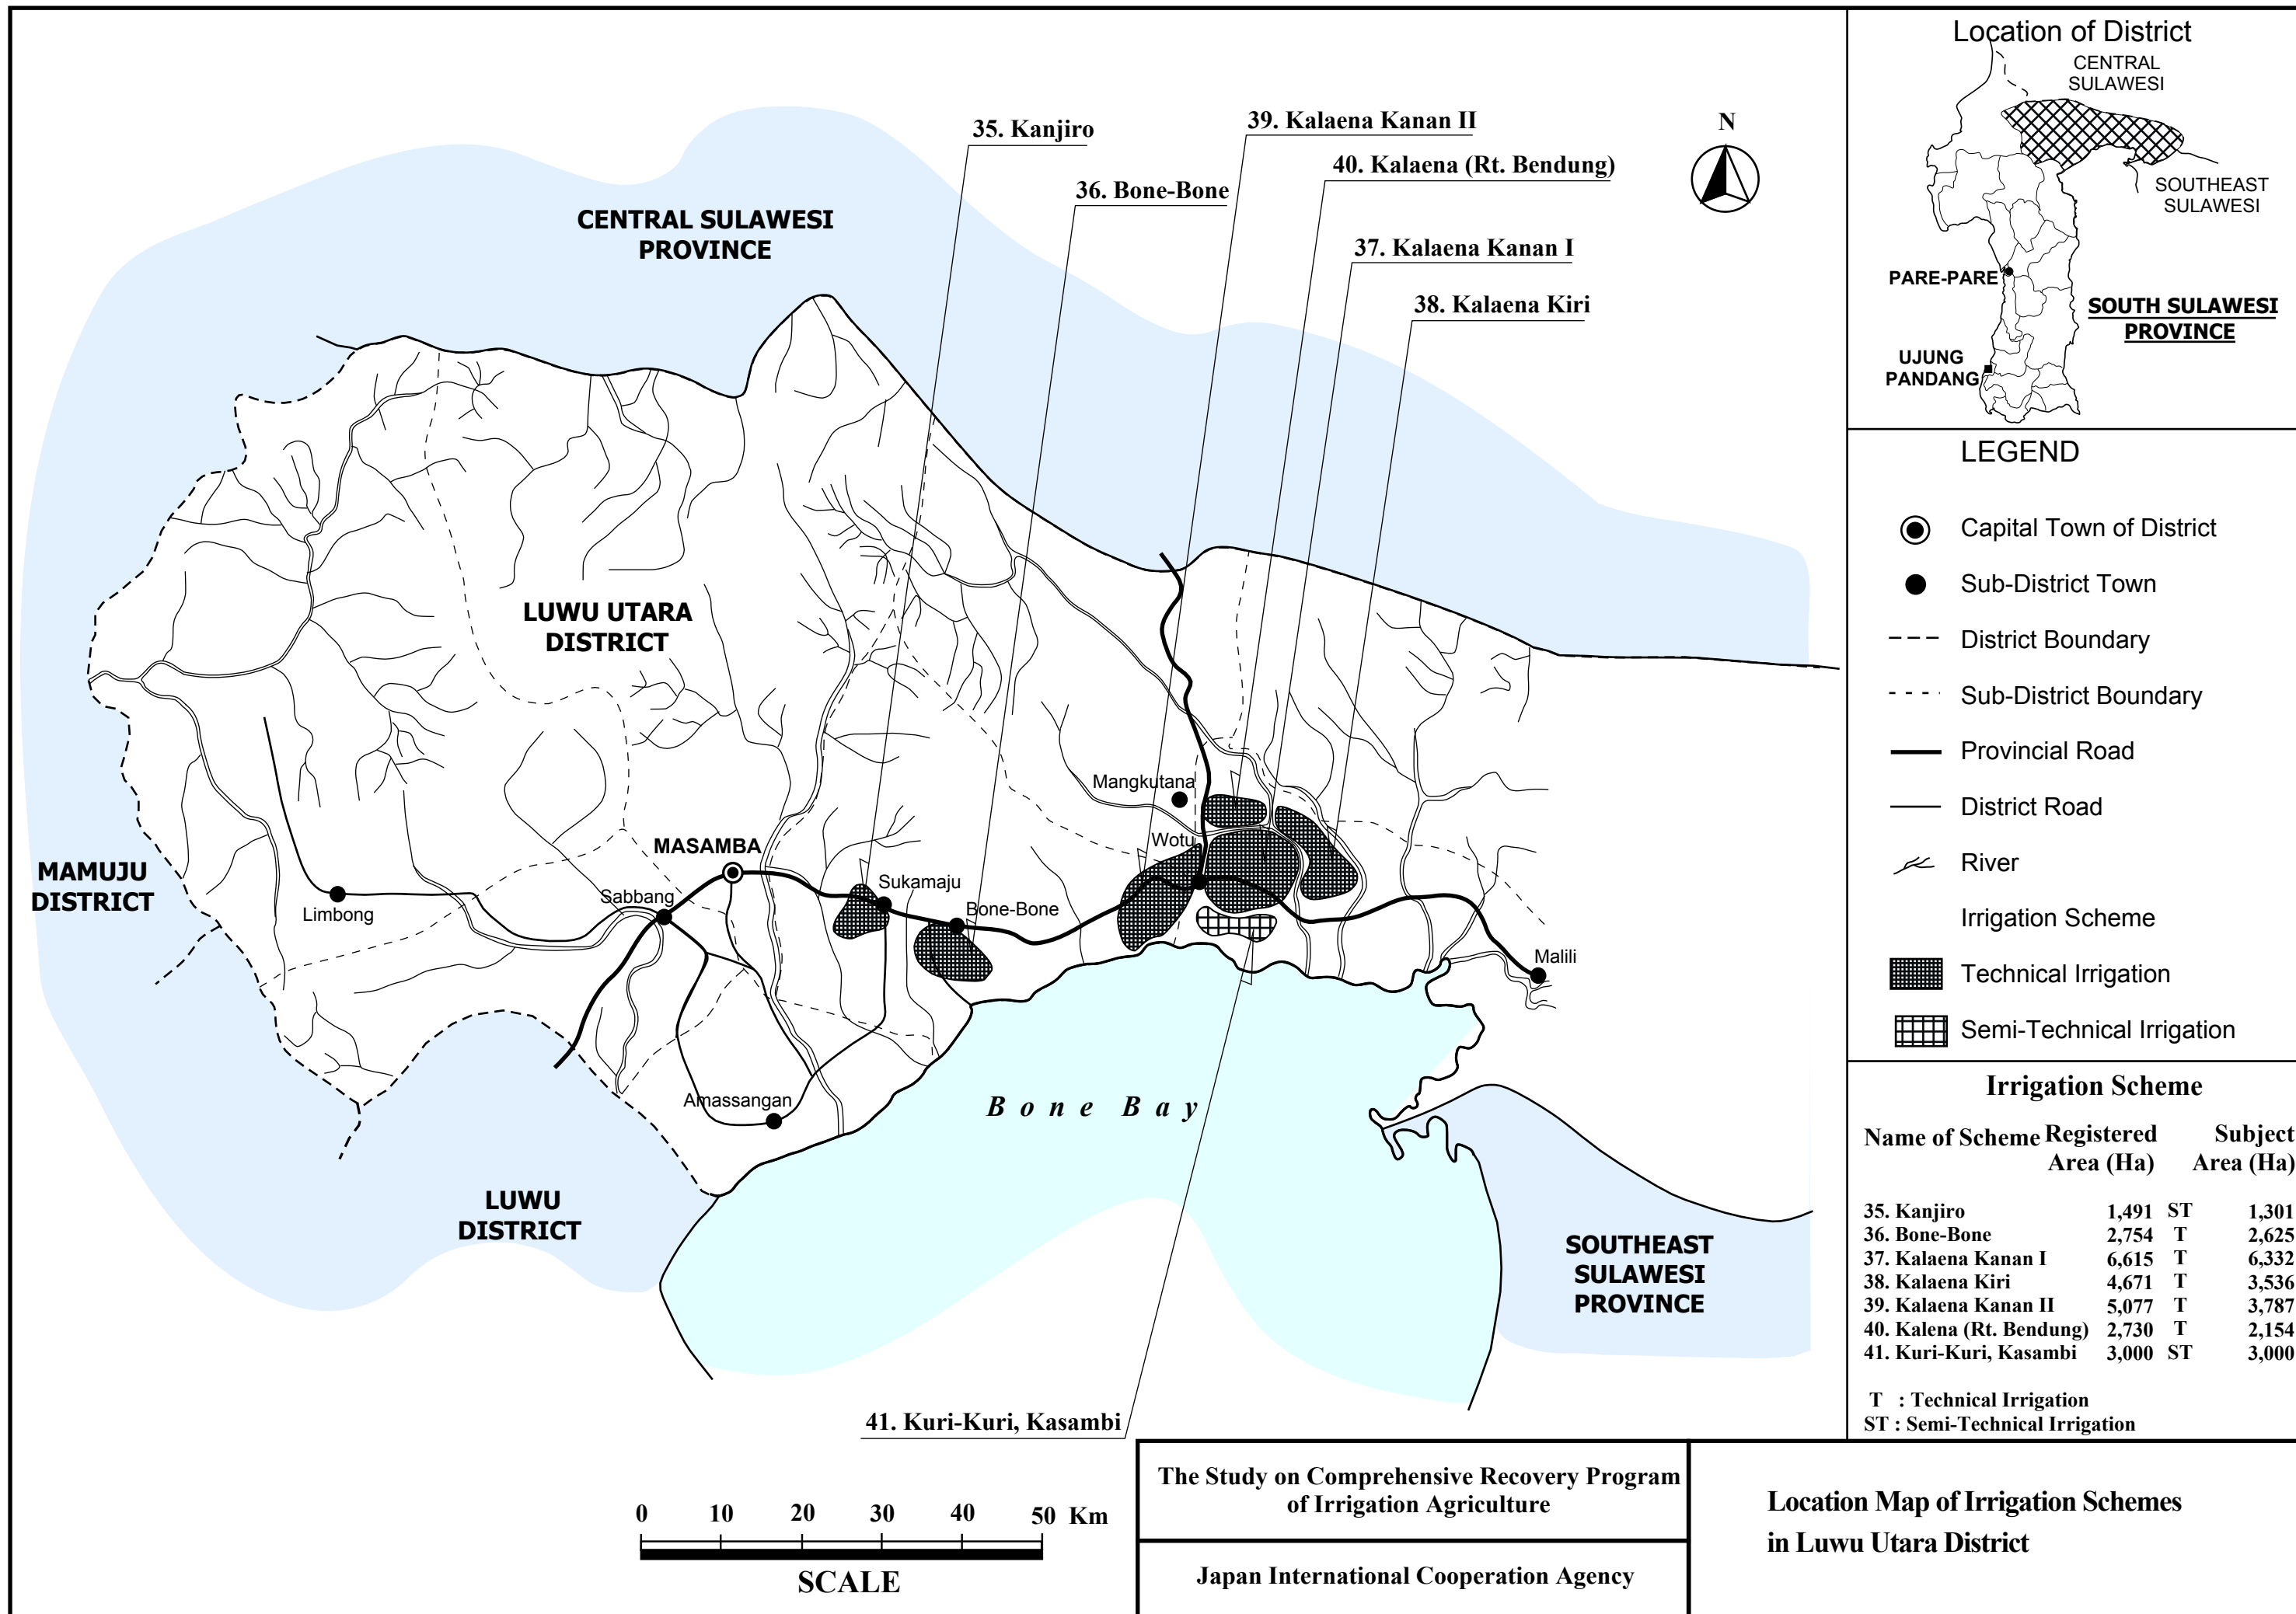 35. Kanjiro
39. Kalaena Kanan II
40. Kalaena (Rt. Bendung)
36. Bone-Bone
37. Kalaena Kanan I
38. Kalaena Kiri
N
CENTRAL SULAWESI
PROVINCE
LUWU UTARA
DISTRICT
MAMUJU
DISTRICT
LUWU
DISTRICT
SOUTHEAST
SULAWESI
PROVINCE
Mangkutana
Wotu
MASAMBA
Sabbang
Sukamaju
Bone-Bone
Limbong
Malili
Amassangan
Bone Bay
41. Kuri-Kuri, Kasambi
0 10 20 30 40 50 Km
SCALE
Location of District
CENTRAL
SULAWESI
SOUTHEAST
SULAWESI
PARE-PARE
SOUTH SULAWESI
PROVINCE
UJUNG
PANDANG
LEGEND
Capital Town of District
Sub-District Town
District Boundary
Sub-District Boundary
Provincial Road
District Road
River
Irrigation Scheme
Technical Irrigation
Semi-Technical Irrigation
Irrigation Scheme
Name of Scheme Registered Subject
Area (Ha) Area (Ha)
35. Kanjiro 1,491 ST 1,301
36. Bone-Bone 2,754 T 2,625
37. Kalaena Kanan I 6,615 T 6,332
38. Kalaena Kiri 4,671 T 3,536
39. Kalaena Kanan II 5,077 T 3,787
40. Kalena (Rt. Bendung) 2,730 T 2,154
41. Kuri-Kuri, Kasambi 3,000 ST 3,000
T : Technical Irrigation
ST : Semi-Technical Irrigation
The Study on Comprehensive Recovery Program
of Irrigation Agriculture
Japan International Cooperation Agency
Location Map of Irrigation Schemes
in Luwu Utara District